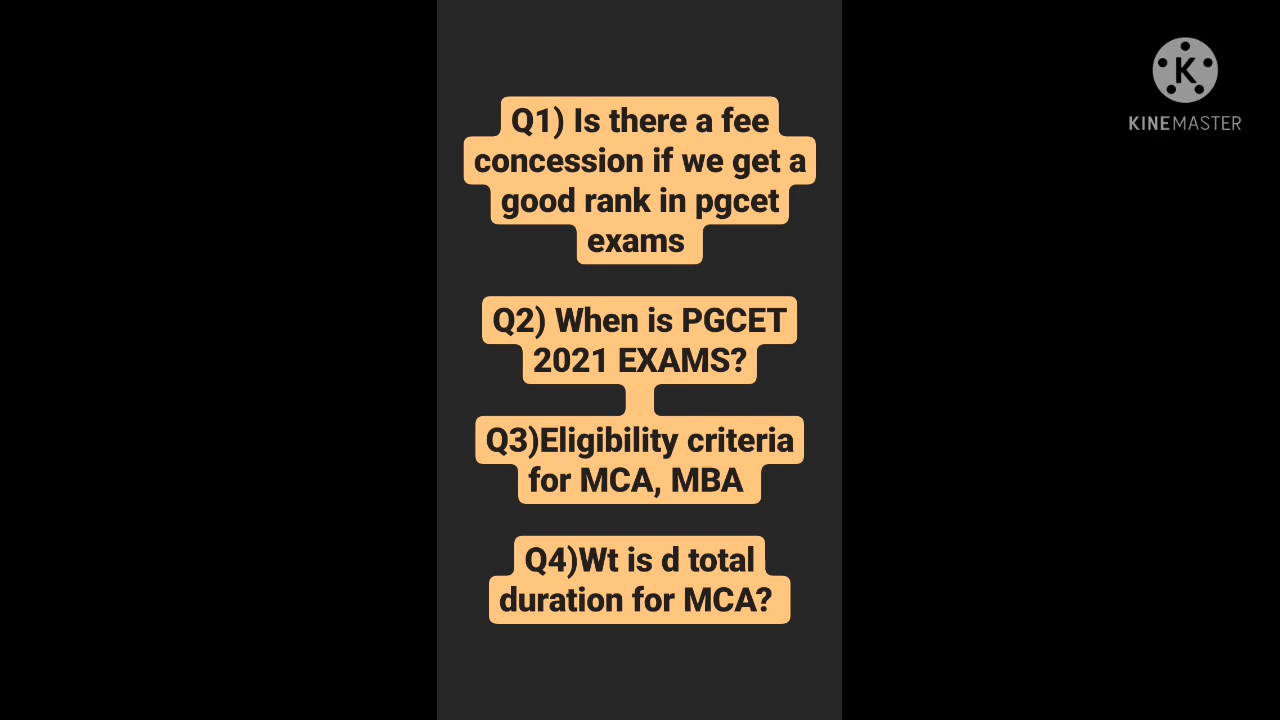 Q1) Is there a fee
concession if we get a
good rank in pgcet
exams
Q2) When is PGCET
2021 EXAMS?
Q3)Eligibility criteria
for MCA, MBA
Q4)Wt is d total
duration for MCA?
K
KINEMASTER